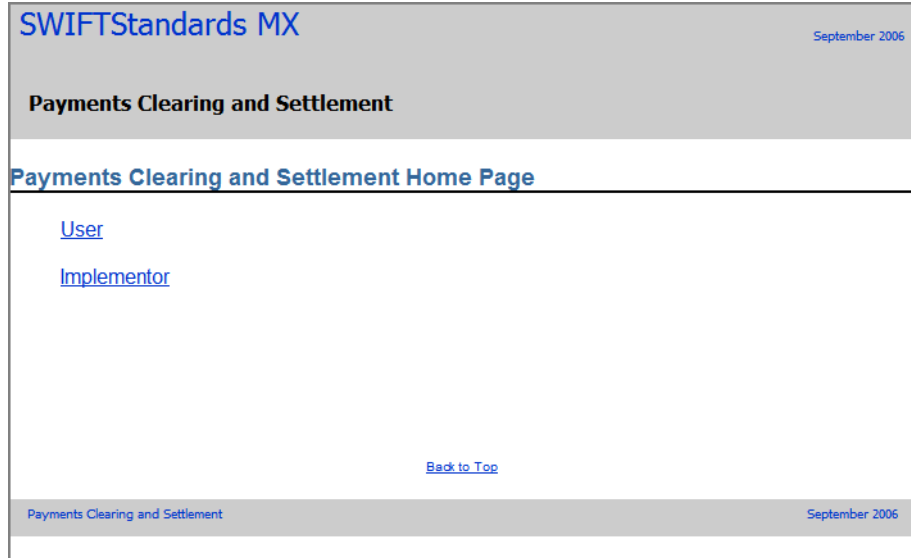 SWIFTStandards MX
September 2006
Payments Clearing and Settlement
Payments Clearing and Settlement Home Page
User
Implementor
Back to Top
Payments Clearing and Settlement
September 2006